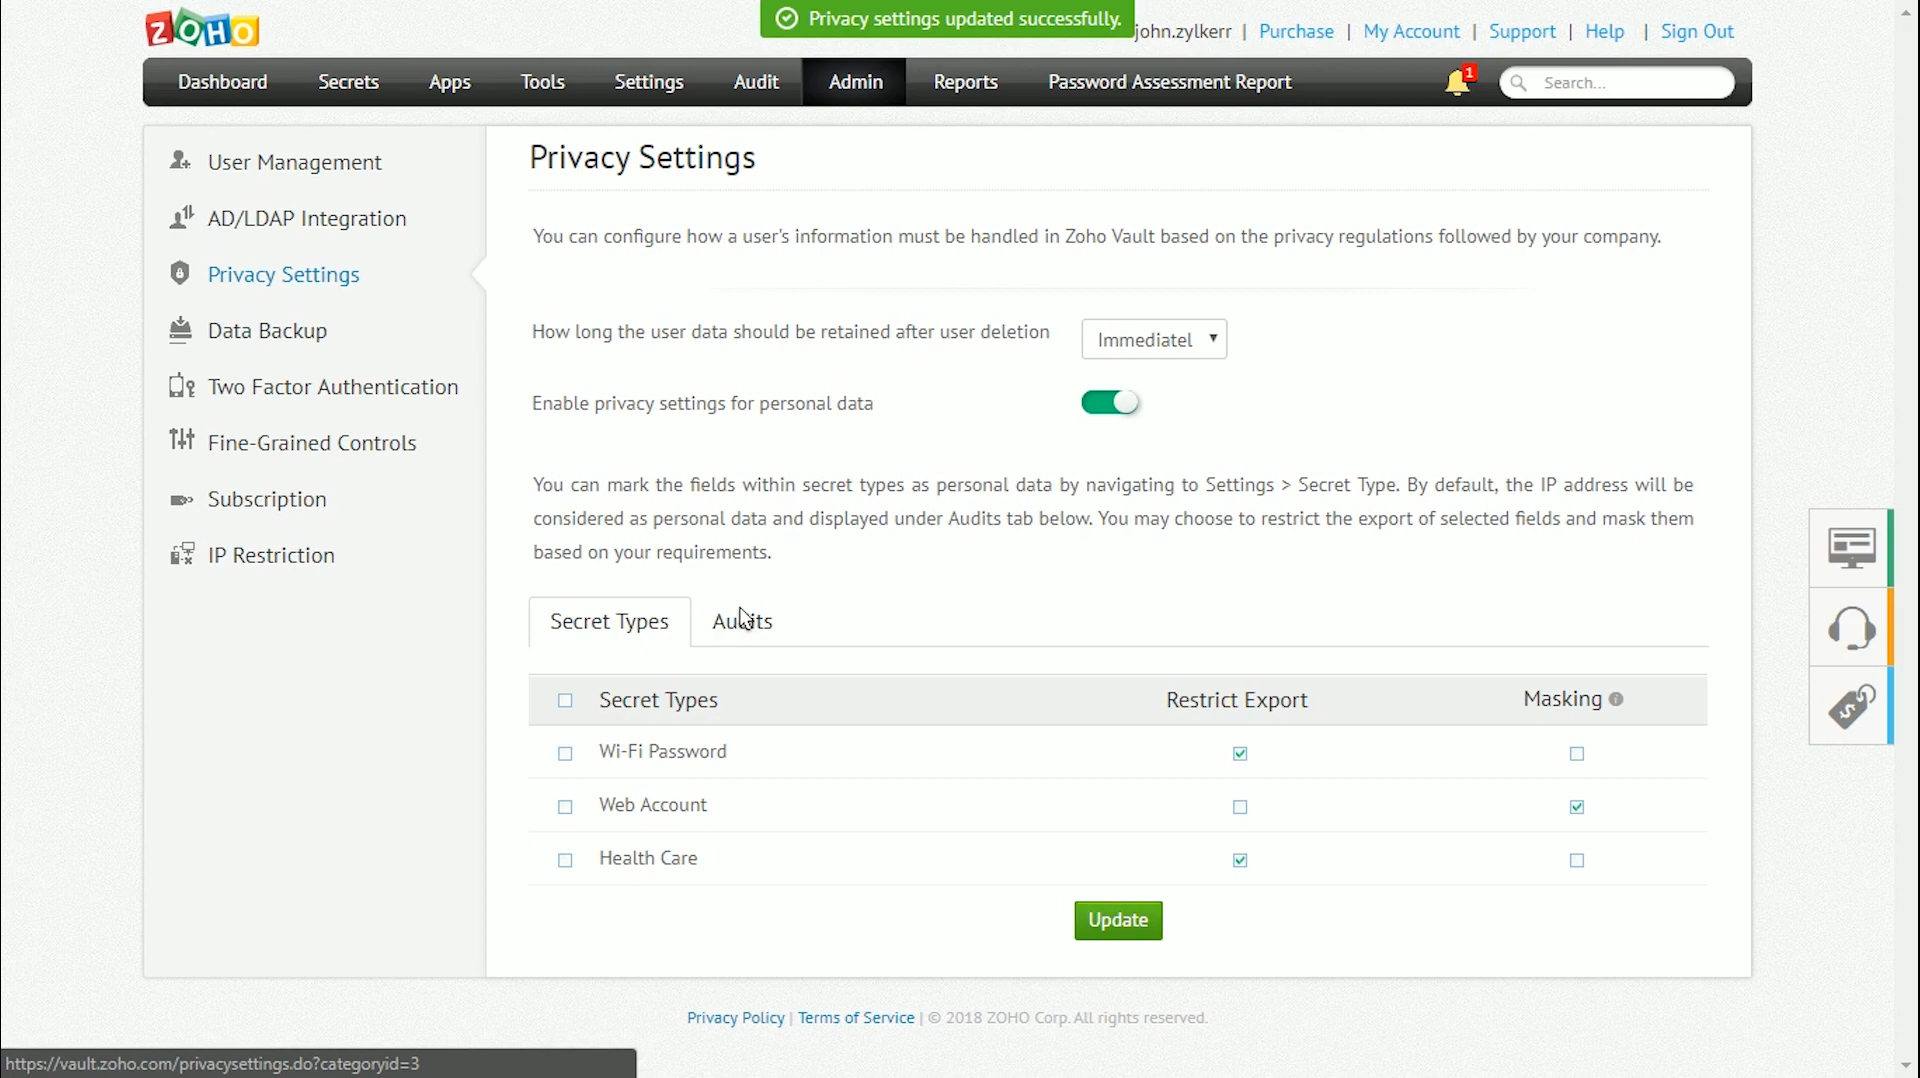 ZOHO
Privacy settings updated successfully.
john.zylkerr | Purchase | My Account | Support | Help | Sign Out
Dashboard Secrets Apps Tools Settings Audit Admin Reports Password Assessment Report 1 Search...
User Management
AD/LDAP Integration
Privacy Settings
Data Backup
Two Factor Authentication
Fine-Grained Controls
Subscription
IP Restriction
Privacy Settings
You can configure how a user's information must be handled in Zoho Vault based on the privacy regulations followed by your company.
How long the user data should be retained after user deletion Immediatel
Enable privacy settings for personal data
You can mark the fields within secret types as personal data by navigating to Settings > Secret Type. By default, the IP address will be
considered as personal data and displayed under Audits tab below. You may choose to restrict the export of selected fields and mask them
based on your requirements.
Secret Types Audits
Secret Types Restrict Export Masking
Wi-Fi Password
Web Account
Health Care
Update
Privacy Policy | Terms of Service | © 2018 ZOHO Corp. All rights reserved.
https://vault.zoho.com/privacysettings.do?categoryid=3